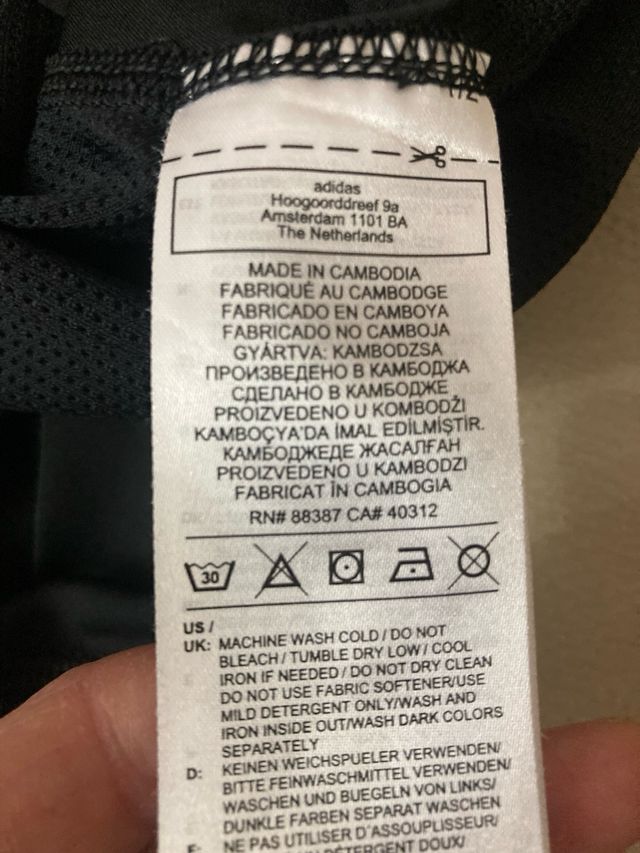 adidas
Hoogoorddreef 9a
Amsterdam 1101 BA
The Netherlands
MADE IN CAMBODIA
FABRIQUÉ AU CAMBODGE
FABRICADO EN CAMBOYA
FABRICADO NO CAMBOJA
GYÁRTVA: KAMBODZSA
ПРОИЗВЕДЕНО В КАМБОДЖА
СДЕЛАНО В КАМБОДЖЕ
PROIZVEDENO U KOMBODŽI
KAMBOÇYA'DA İMAL EDİLMİŞTİR.
КАМБОДЖЕДЕ ЖАСАЛҒАН
PROIZVEDENO U KAMBODZI
FABRICAT ÎN CAMBOGIA
RN# 88387 CA# 40312
30
US /
UK: MACHINE WASH COLD / DO NOT
BLEACH / TUMBLE DRY LOW / COOL
IRON IF NEEDED / DO NOT DRY CLEAN
DO NOT USE FABRIC SOFTENER/USE
MILD DETERGENT ONLY/WASH AND
IRON INSIDE OUT/WASH DARK COLORS
SEPARATELY
D: KEINEN WEICHSPUELER VERWENDEN/
BITTE FEINWASCHMITTEL VERWENDEN/
WASCHEN UND BUEGELN VON LINKS/
DUNKLE FARBEN SEPARAT WASCHEN
F: NE PAS UTILISER D'ASSOUPLISSEUR/
DÉTERGENT DOUX/